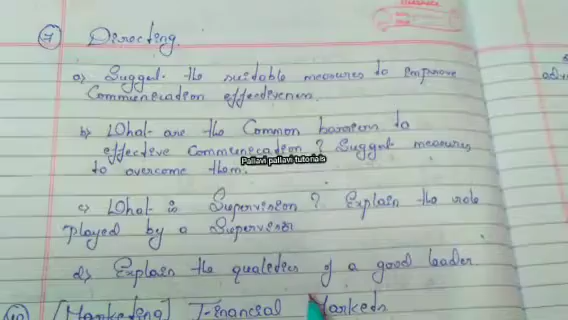 7 Directing.
a) Suggest the suitable measures to improve
Communication effectiveness.
b) What are the Common barriers to
effective Communication ? Suggest measures
to overcome them.
Pallavi pallavi tutorials
c) What is Supervision ? Explain the role
played by a Supervisor
d) Explain the qualities of a good leader.
10 [Marketing] Financial Markets